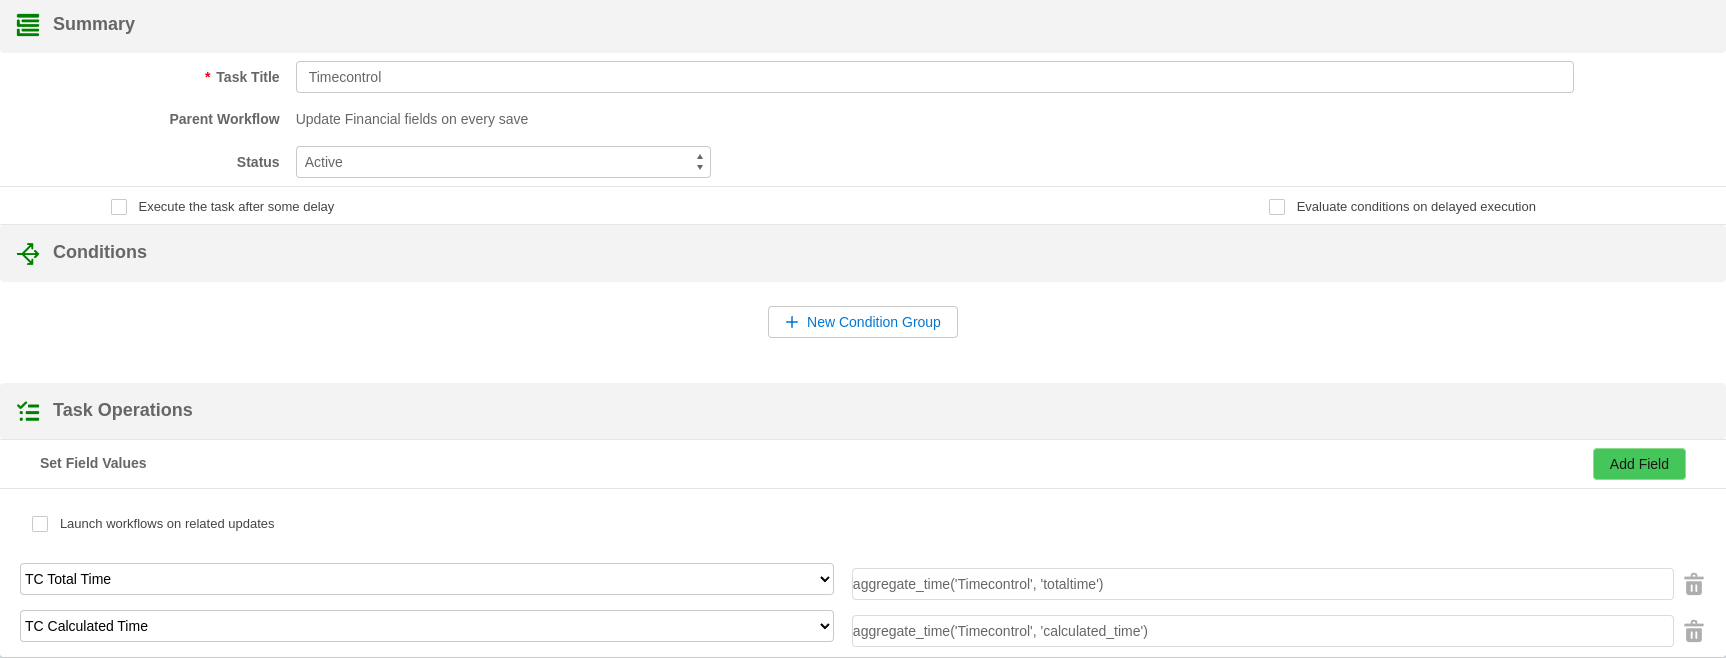 Summary
* Task Title Timecontrol
Parent Workflow Update Financial fields on every save
Status Active
Execute the task after some delay Evaluate conditions on delayed execution
Conditions
New Condition Group
Task Operations
Set Field Values Add Field
Launch workflows on related updates
TC Total Time aggregate_time('Timecontrol', 'totaltime')
TC Calculated Time aggregate_time('Timecontrol', 'calculated_time')